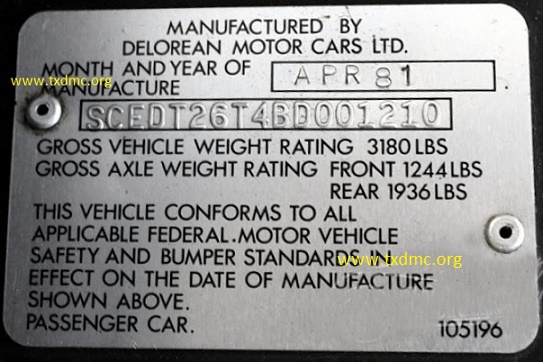 MANUFACTURED BY
DELOREAN MOTOR CARS LTD.
MONTH AND YEAR OF
MANUFACTURE
APR 81
www.txdmc.org
SCEDT26T4BD001210
GROSS VEHICLE WEIGHT RATING 3180 LBS
GROSS AXLE WEIGHT RATING FRONT 1244 LBS
REAR 1936 LBS
THIS VEHICLE CONFORMS TO ALL
APPLICABLE FEDERAL.MOTOR VEHICLE
SAFETY AND BUMPER STANDARDS IN
www.txdmc.org
EFFECT ON THE DATE OF MANUFACTURE
SHOWN ABOVE.
PASSENGER CAR.
105196